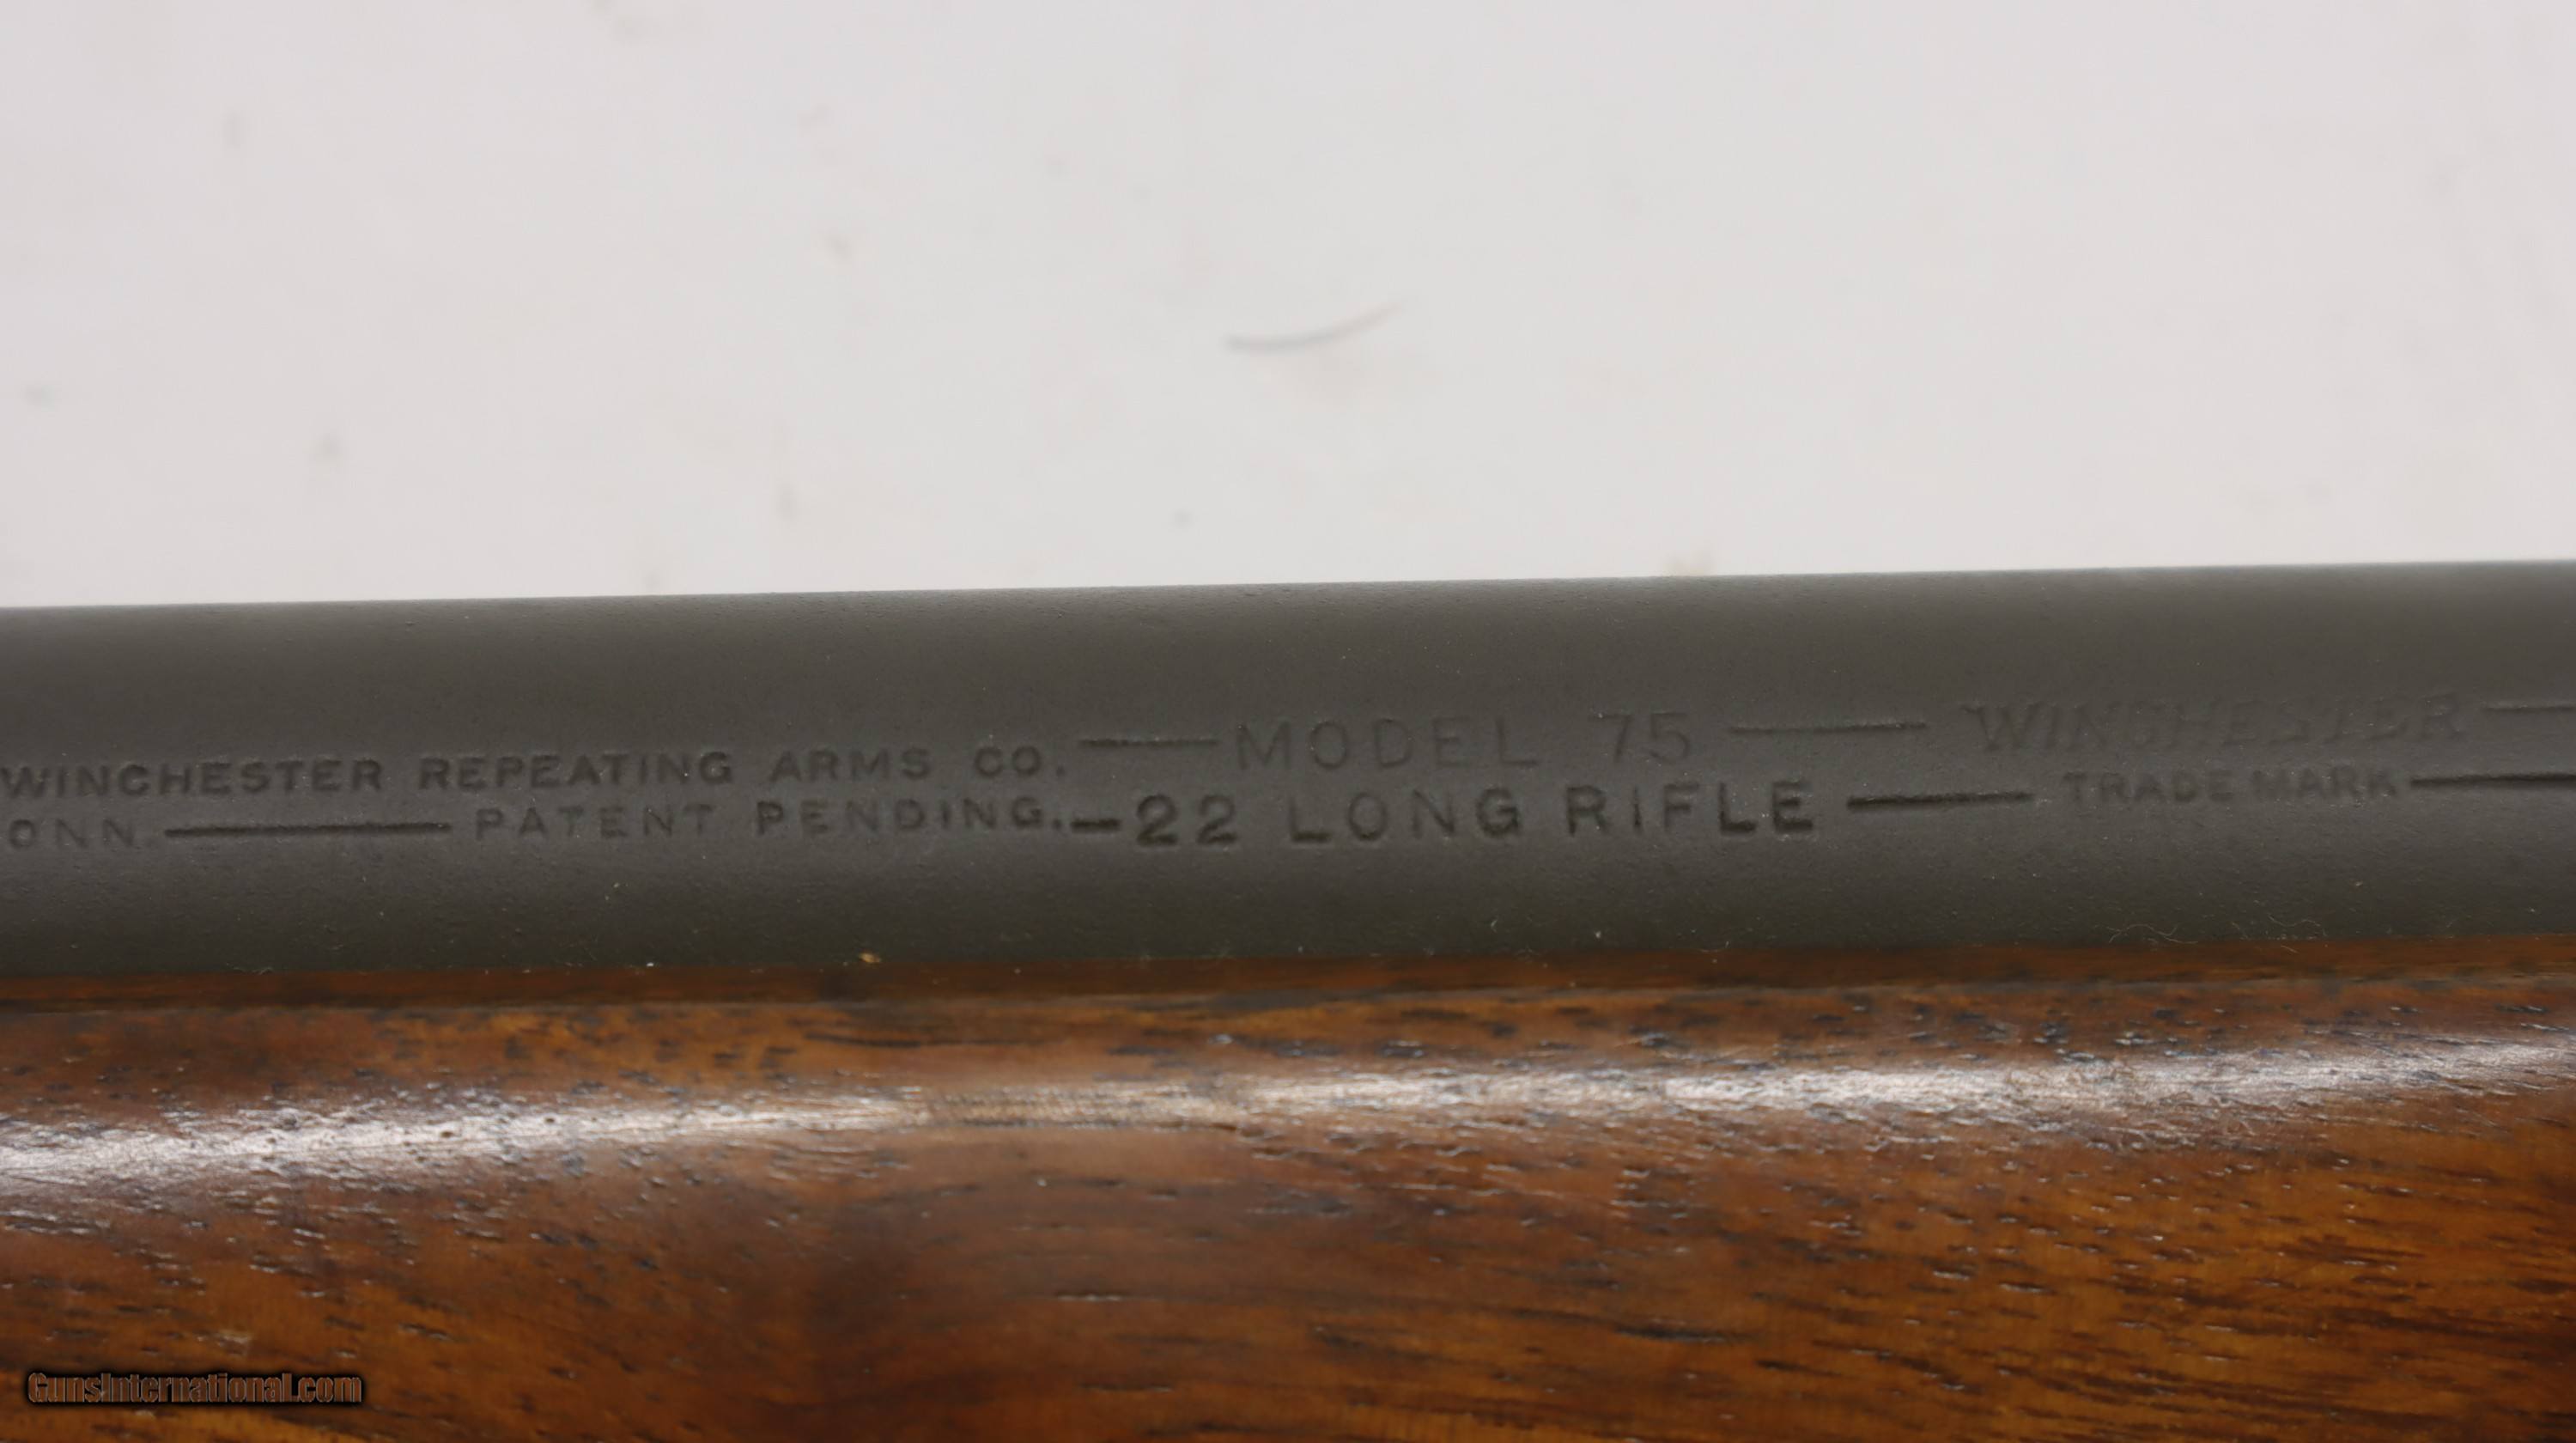 WINCHESTER REPEATING ARMS CO. — MODEL 75 — WINCHESTER —
ONN. — PATENT PENDING. – 22 LONG RIFLE — TRADE MARK —
GunsInternational.com